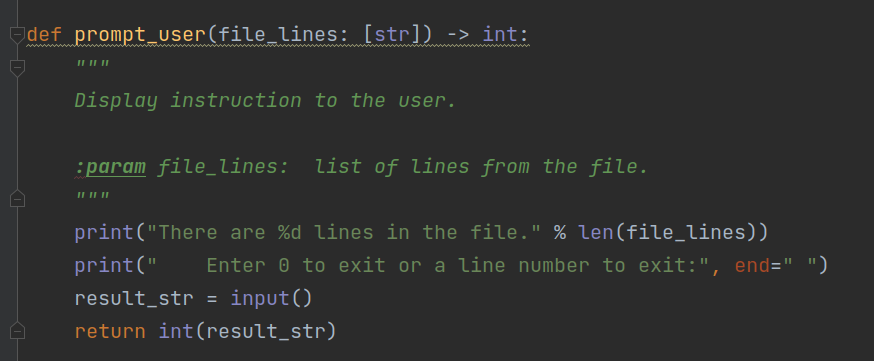 def prompt_user(file_lines: [str]) -> int:
    """
    Display instruction to the user.

    :param file_lines:  list of lines from the file.
    """
    print("There are %d lines in the file." % len(file_lines))
    print("    Enter 0 to exit or a line number to exit:", end=" ")
    result_str = input()
    return int(result_str)